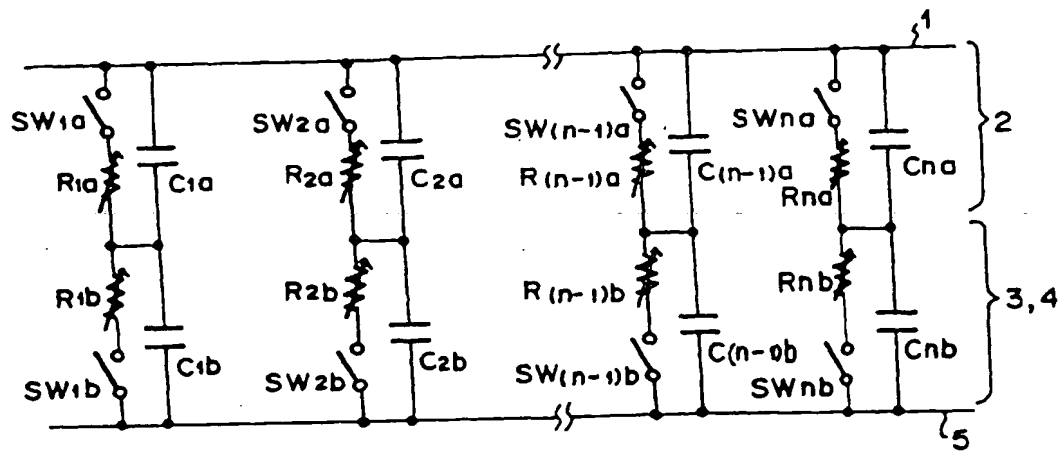 1
SW1a
SW2a
SW(n-1)a
SWna
2
R1a
C1a
R2a
C2a
R(n-1)a
C(n-1)a
Rna
Cna
R1b
R2b
R(n-1)b
Rnb
3,4
C1b
C2b
C(n-1)b
Cnb
SW1b
SW2b
SW(n-1)b
SWnb
5